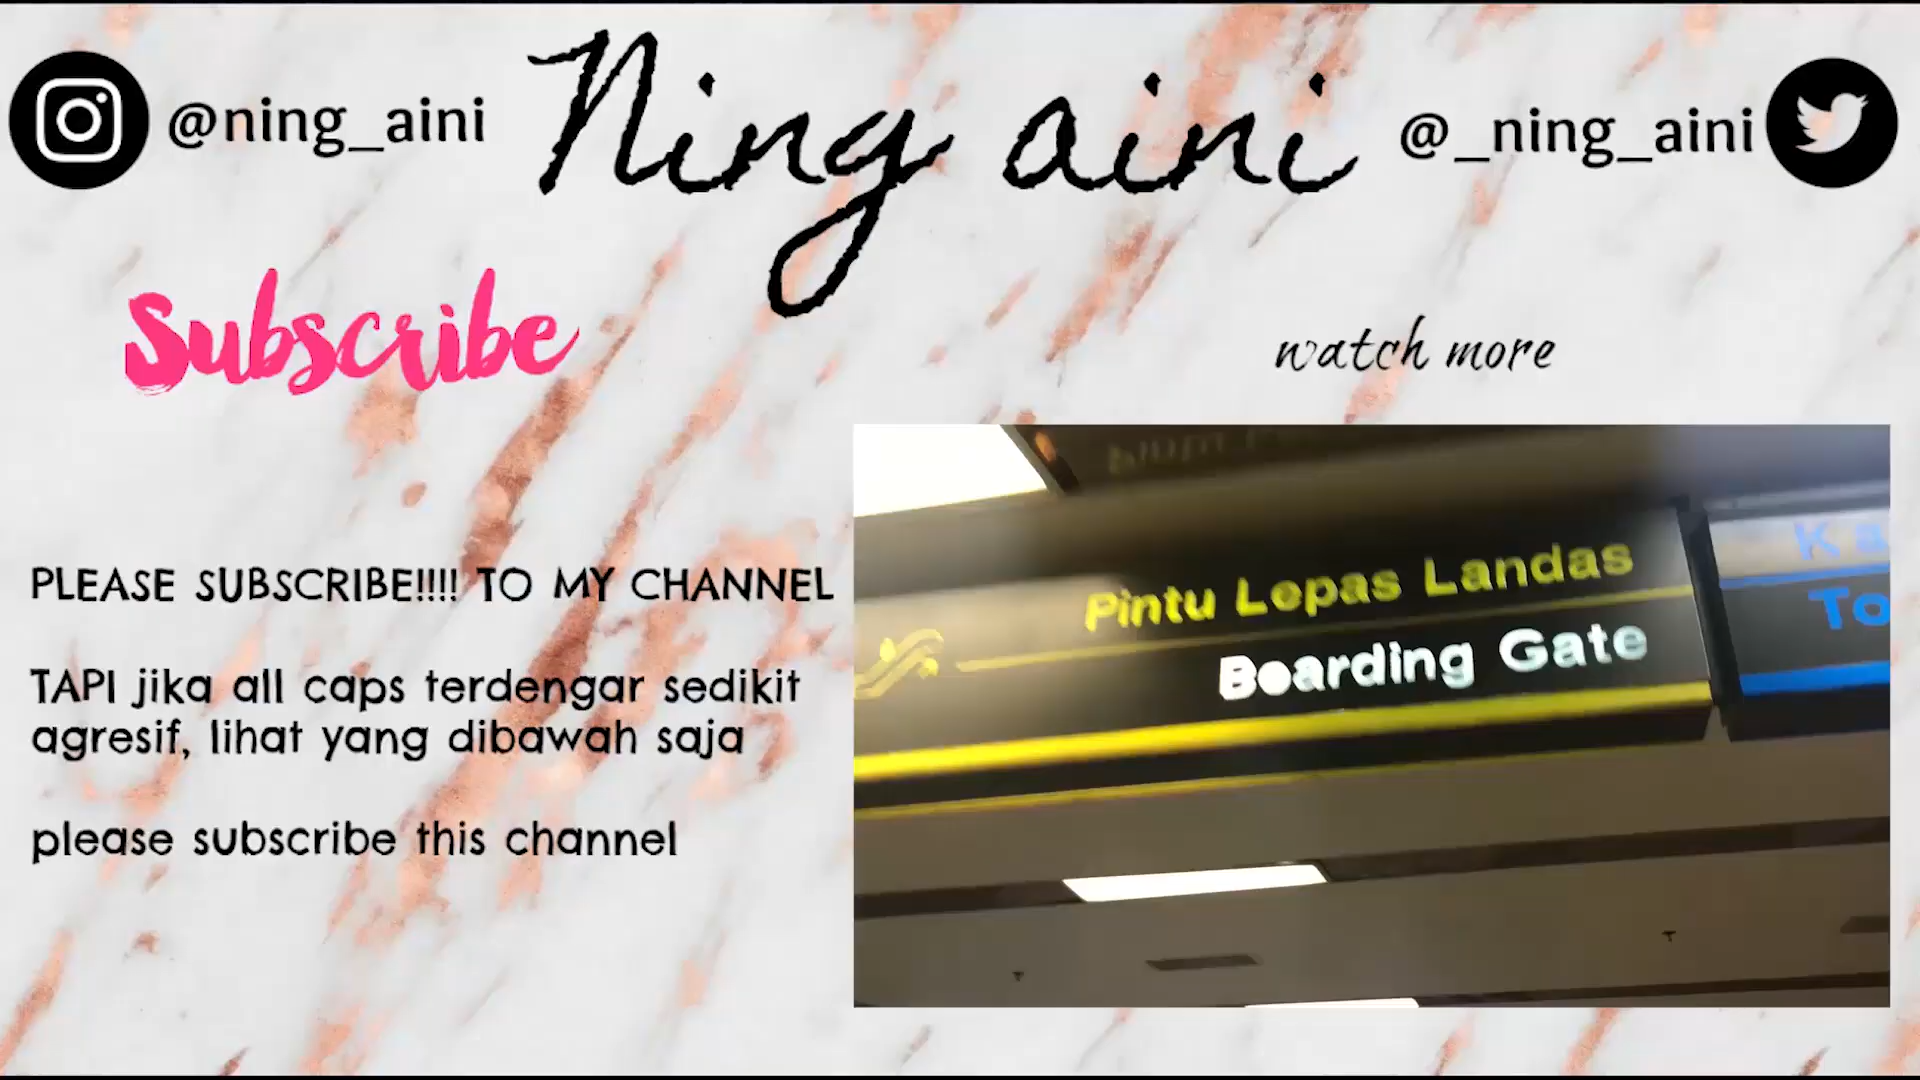 @ning_aini
Ning aini
@_ning_aini
Subscribe
watch more
PLEASE SUBSCRIBE!!!! TO MY CHANNEL
TAPI jika all caps terdengar sedikit
agresif, lihat yang dibawah saja
please subscribe this channel
Pintu Lepas Landas
Boarding Gate